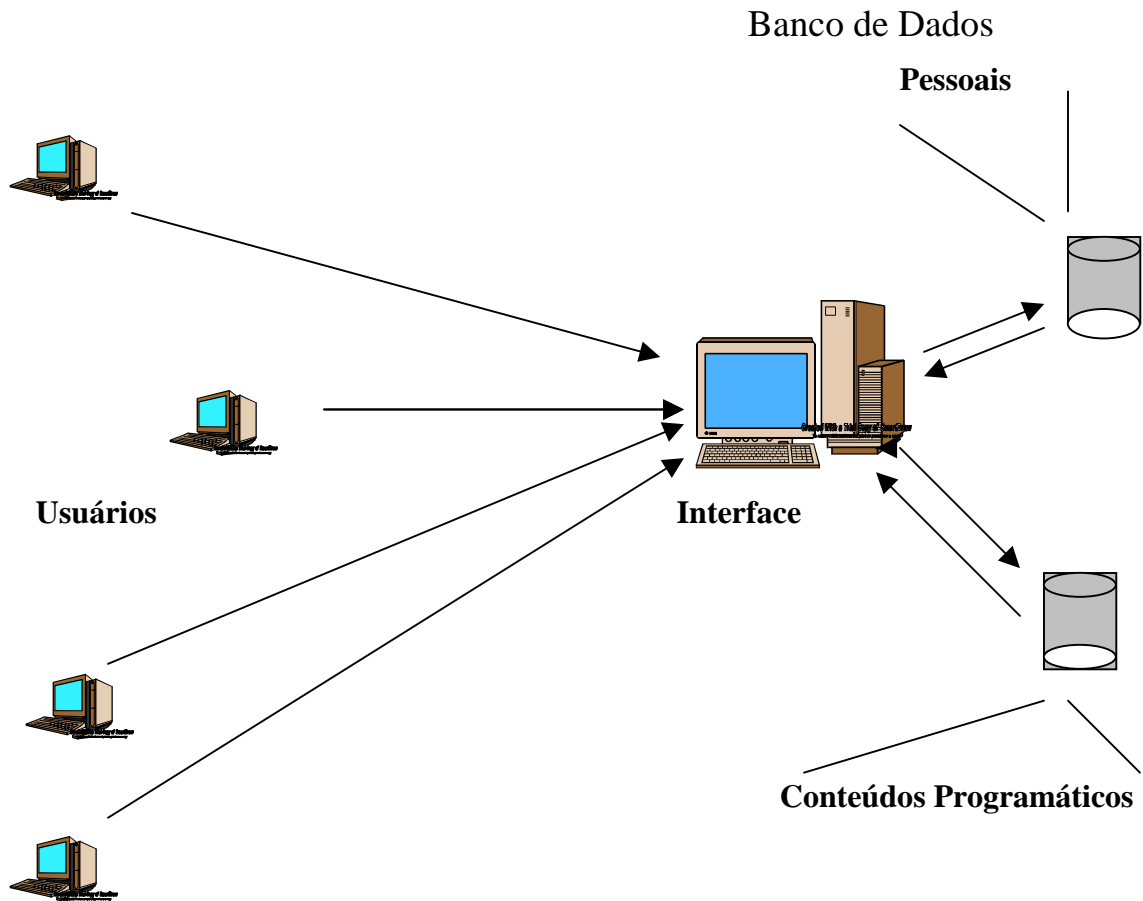 Banco de Dados
Pessoais
Usuários
Interface
Conteúdos Programáticos